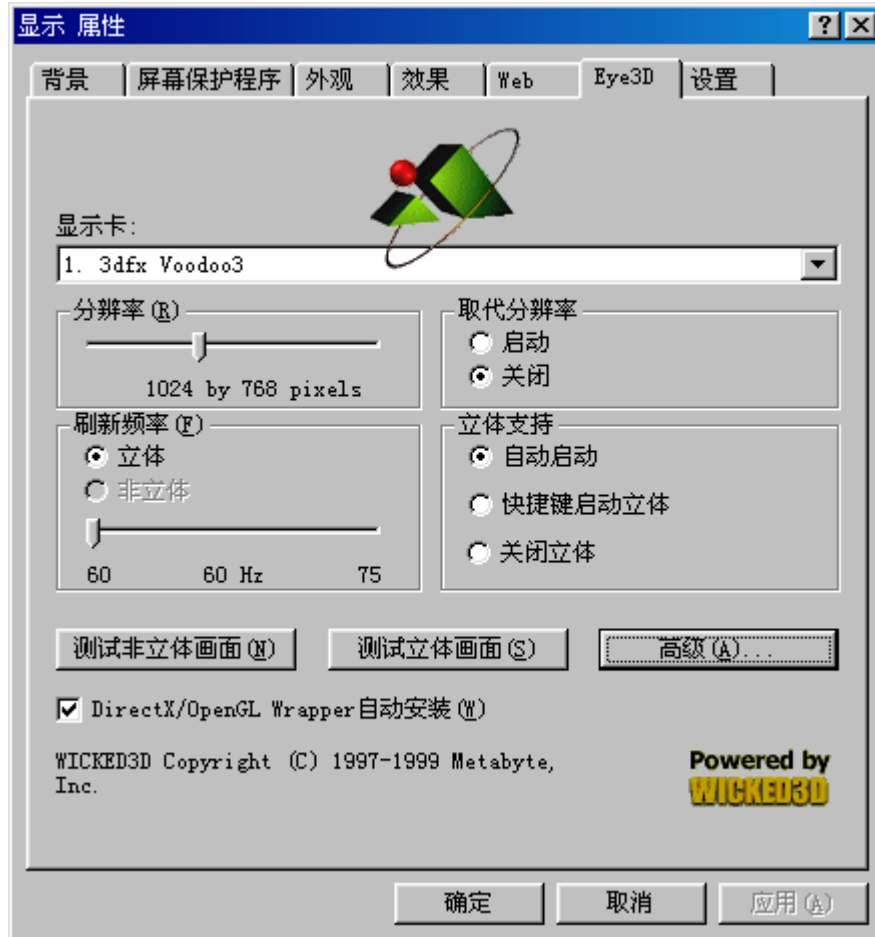 显示 属性
背景 屏幕保护程序 外观 效果 Web Eye3D 设置
显示卡:
1. 3dfx Voodoo3
分辨率(R) 取代分辨率
启动
1024 by 768 pixels 关闭
刷新频率(F) 立体支持
立体 自动启动
非立体 快捷键启动立体
60 60 Hz 75 关闭立体
测试非立体画面(N) 测试立体画面(S) 高级(A)...
DirectX/OpenGL Wrapper自动安装(W)
WICKED3D Copyright (C) 1997-1999 Metabyte,
Inc.
Powered by
WICKED3D
确定 取消 应用(A)